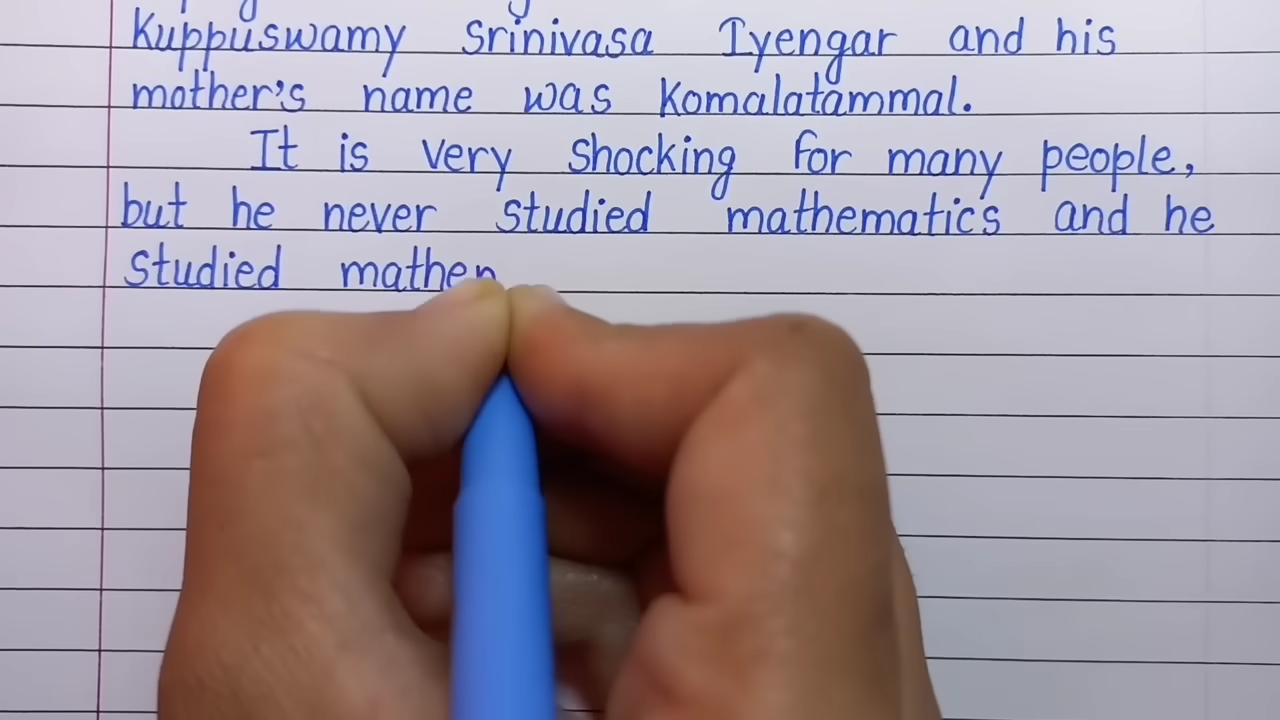 Kuppuswamy Srinivasa Iyengar and his
mother's name was Komalatammal.
It is very shocking for many people,
but he never studied mathematics and he
studied